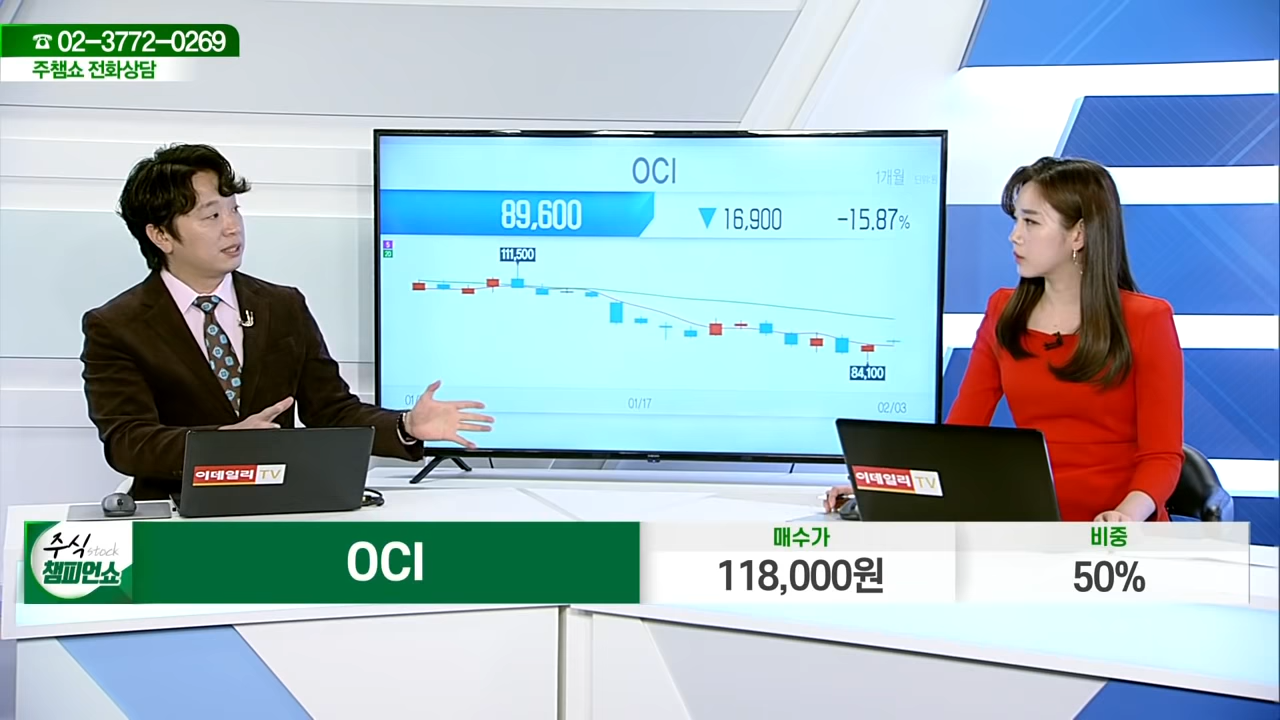 ☎ 02-3772-0269
주챔쇼 전화상담
OCI
1개월
89,600
▼16,900
-15.87%
5
20
111,500
84,100
01/17
02/03
이데일리TV
이데일리TV
주식 stock
챔피언쇼
OCI
매수가
118,000원
비중
50%